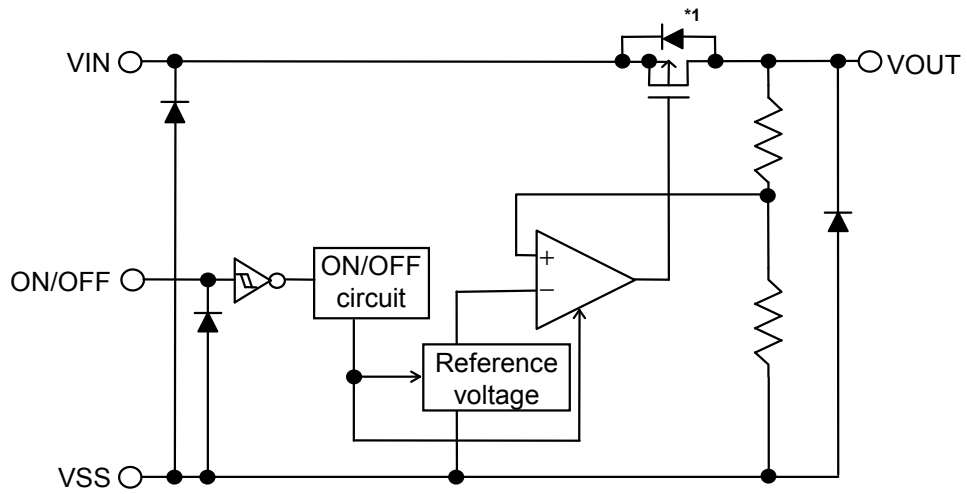 *1
VIN
VOUT
ON/OFF
ON/OFF
circuit
+
−
Reference
voltage
VSS